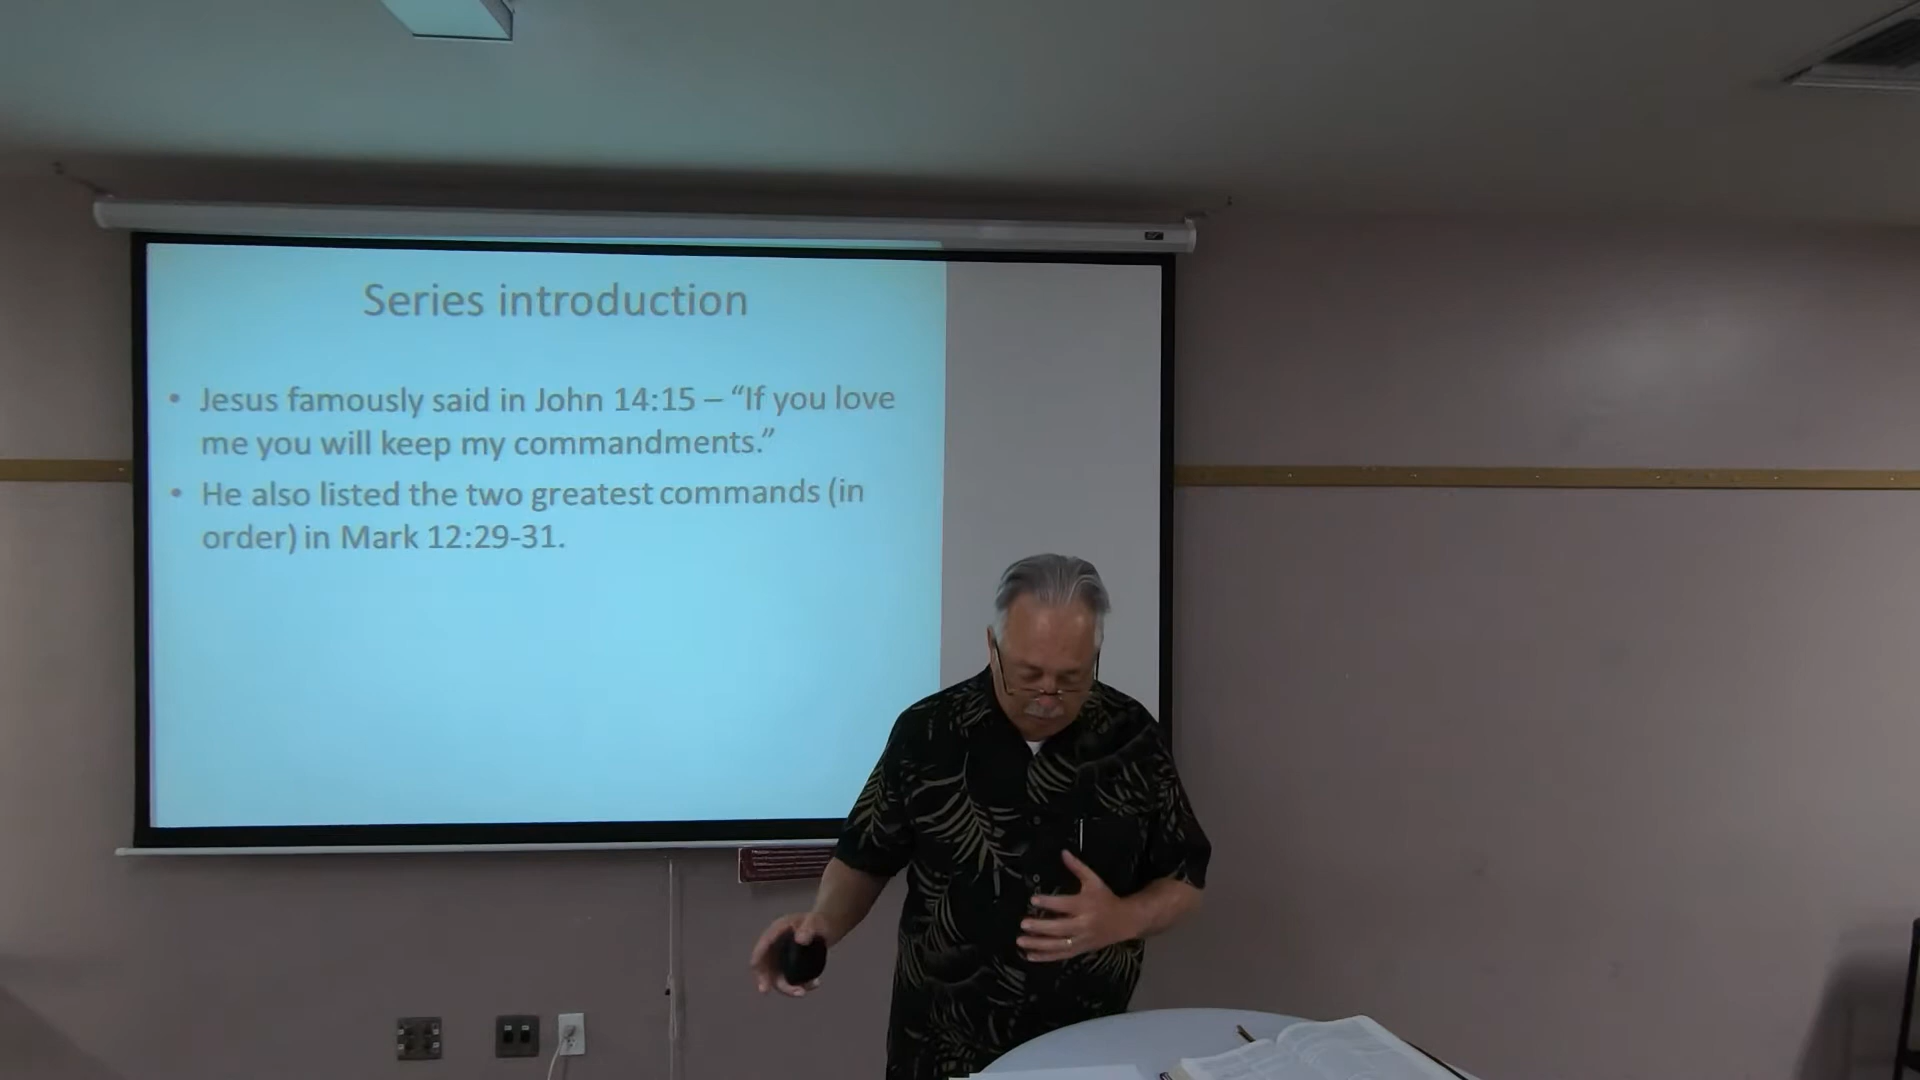 Series introduction
• Jesus famously said in John 14:15 – “If you love
me you will keep my commandments.”
• He also listed the two greatest commands (in
order) in Mark 12:29-31.